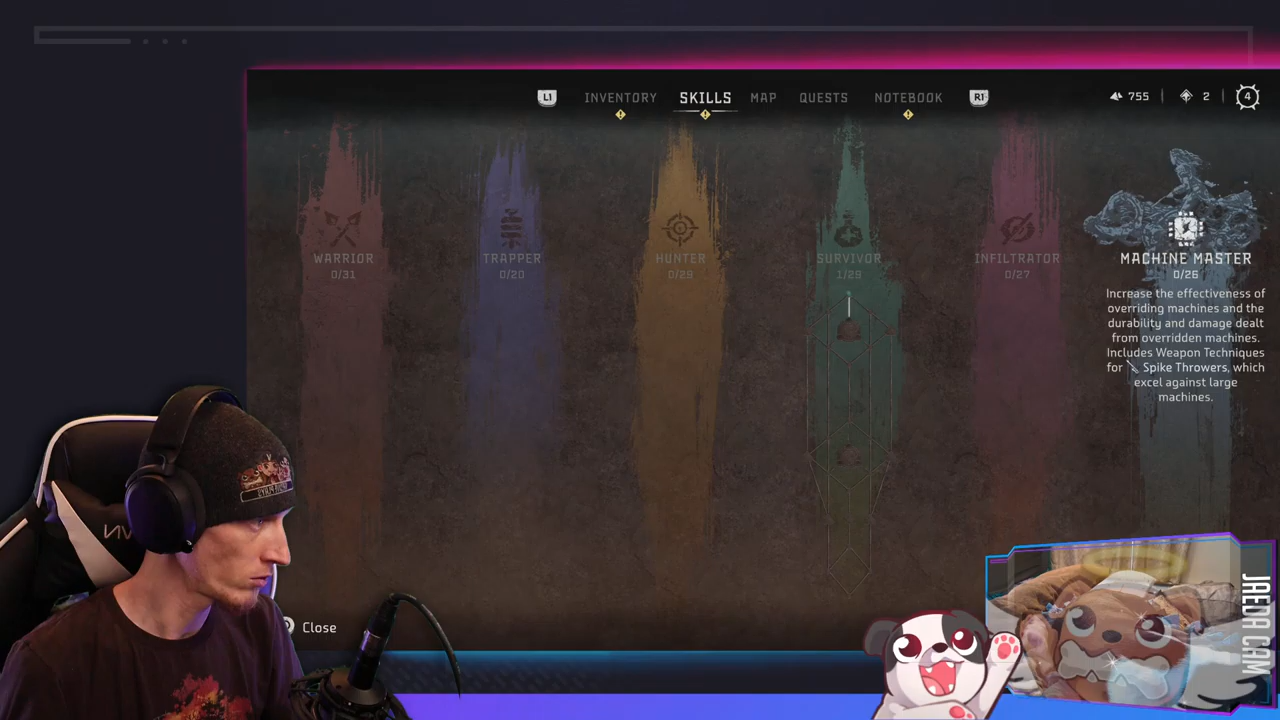 L1
INVENTORY
SKILLS
MAP
QUESTS
NOTEBOOK
R1
755
2
4
WARRIOR
0/31
TRAPPER
0/20
HUNTER
0/29
SURVIVOR
1/29
INFILTRATOR
0/27
MACHINE MASTER
0/26
Increase the effectiveness of
overriding machines and the
durability and damage dealt
from overridden machines.
Includes Weapon Techniques
for Spike Throwers, which
excel against large
machines.
Close
JAEDA CAM